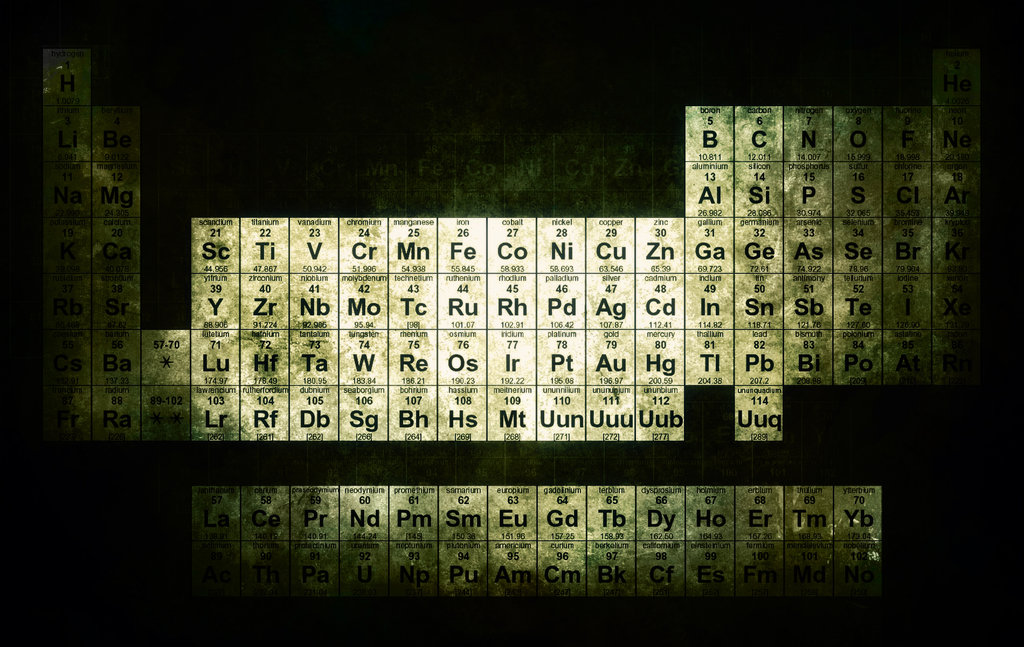 hydrogen helium
1 2
H He
1.0079 4.0026
lithium beryllium boron carbon nitrogen oxygen fluorine neon
3 4 5 6 7 8 9 10
Li Be B C N O F Ne
6.941 9.0122 10.811 12.011 14.007 15.999 18.998 20.180
sodium magnesium aluminium silicon phosphorus sulfur chlorine argon
11 12 13 14 15 16 17 18
Na Mg Al Si P S Cl Ar
22.990 24.305 26.982 28.086 30.974 32.065 35.453 39.948
potassium calcium scandium titanium vanadium chromium manganese iron cobalt nickel copper zinc gallium germanium arsenic selenium bromine krypton
19 20 21 22 23 24 25 26 27 28 29 30 31 32 33 34 35 36
K Ca Sc Ti V Cr Mn Fe Co Ni Cu Zn Ga Ge As Se Br Kr
39.098 40.078 44.956 47.867 50.942 51.996 54.938 55.845 58.933 58.693 63.546 65.39 69.723 72.61 74.922 78.96 79.904 83.80
rubidium strontium yttrium zirconium niobium molybdenum technetium ruthenium rhodium palladium silver cadmium indium tin antimony tellurium iodine xenon
37 38 39 40 41 42 43 44 45 46 47 48 49 50 51 52 53 54
Rb Sr Y Zr Nb Mo Tc Ru Rh Pd Ag Cd In Sn Sb Te I Xe
85.468 87.62 88.906 91.224 92.906 95.94 [98] 101.07 102.91 106.42 107.87 112.41 114.82 118.71 121.76 127.60 126.90 131.29
caesium barium lutetium hafnium tantalum tungsten rhenium osmium iridium platinum gold mercury thallium lead bismuth polonium astatine radon
55 56 57-70 71 72 73 74 75 76 77 78 79 80 81 82 83 84 85 86
Cs Ba * Lu Hf Ta W Re Os Ir Pt Au Hg Tl Pb Bi Po At Rn
132.91 137.33 174.97 178.49 180.95 183.84 186.21 190.23 192.22 195.08 196.97 200.59 204.38 207.2 208.98 [209]
francium radium lawrencium rutherfordium dubnium seaborgium bohrium hassium meitnerium ununnilium unununium ununbium ununquadium
87 88 89-102 103 104 105 106 107 108 109 110 111 112 114
Fr Ra ** Lr Rf Db Sg Bh Hs Mt Uun Uuu Uub Uuq
[223] [226] [262] [261] [262] [266] [264] [269] [268] [271] [272] [277] [289]
lanthanum cerium praseodymium neodymium promethium samarium europium gadolinium terbium dysprosium holmium erbium thulium ytterbium
57 58 59 60 61 62 63 64 65 66 67 68 69 70
La Ce Pr Nd Pm Sm Eu Gd Tb Dy Ho Er Tm Yb
138.91 140.12 140.91 144.24 [145] 150.36 151.96 157.25 158.93 162.50 164.93 167.26 168.93 173.04
actinium thorium protactinium uranium neptunium plutonium americium curium berkelium californium einsteinium fermium mendelevium nobelium
89 90 91 92 93 94 95 96 97 98 99 100 101 102
Ac Th Pa U Np Pu Am Cm Bk Cf Es Fm Md No